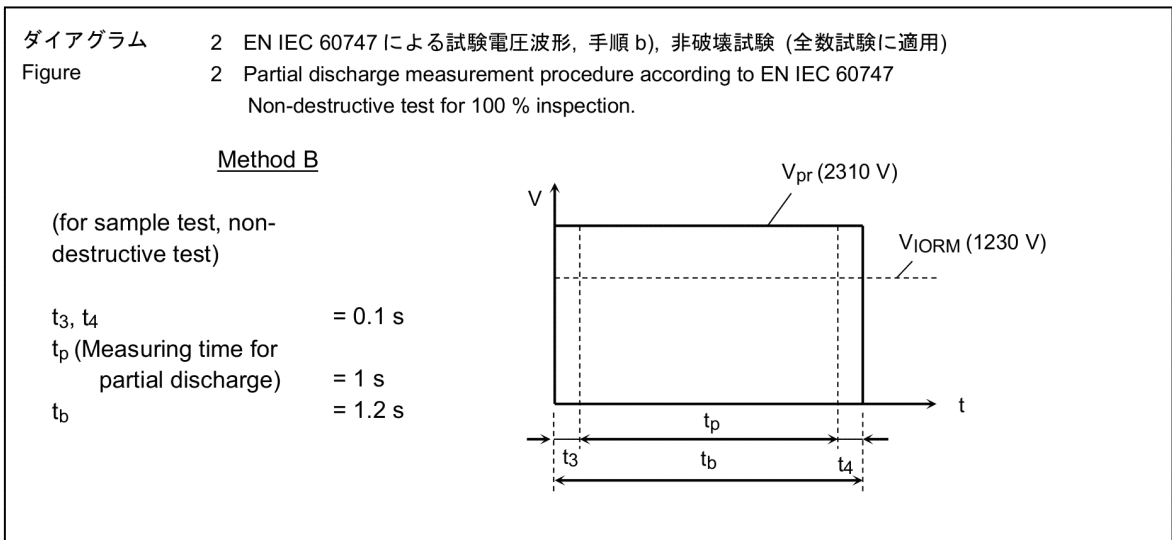 ダイアグラム 2 EN IEC 60747 による試験電圧波形, 手順 b), 非破壊試験 (全数試験に適用)
Figure 2 Partial discharge measurement procedure according to EN IEC 60747
Non-destructive test for 100 % inspection.
Method B
(for sample test, non-
destructive test)
t3, t4 = 0.1 s
tp (Measuring time for
partial discharge) = 1 s
tb = 1.2 s
Vpr (2310 V)
V
VIORM (1230 V)
t
tp
t3 tb t4